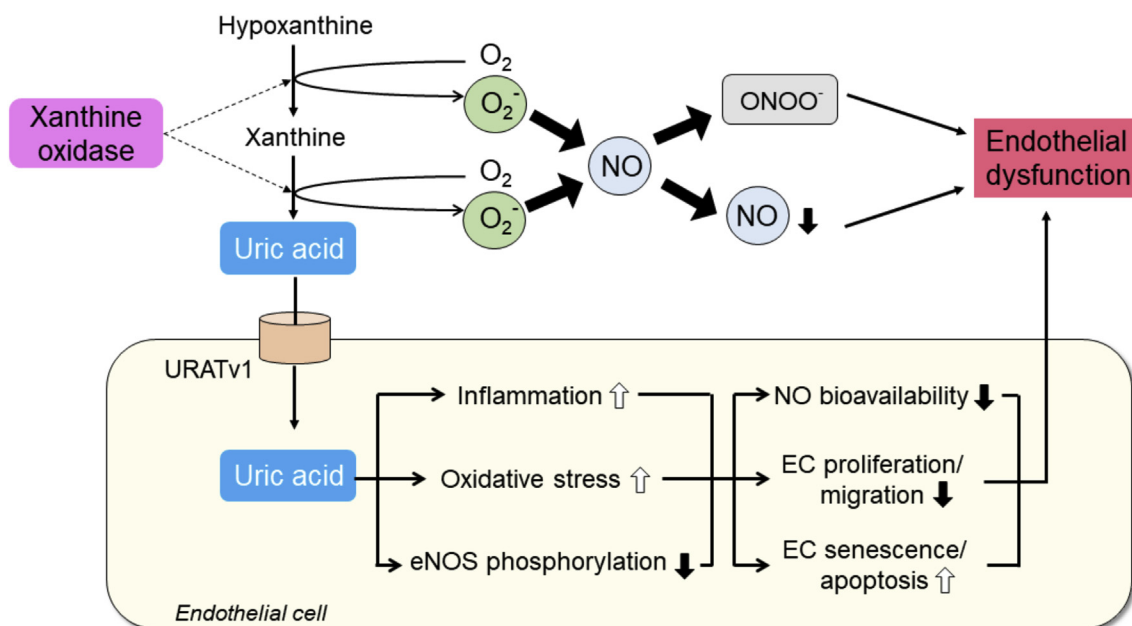 Hypoxanthine
O₂
O₂⁻
ONOO⁻
Xanthine
oxidase
Xanthine
NO
Endothelial
dysfunction
O₂
O₂⁻
NO
Uric acid
URATv1
Inflammation
NO bioavailability
Uric acid
Oxidative stress
EC proliferation/
migration
eNOS phosphorylation
EC senescence/
apoptosis
Endothelial cell